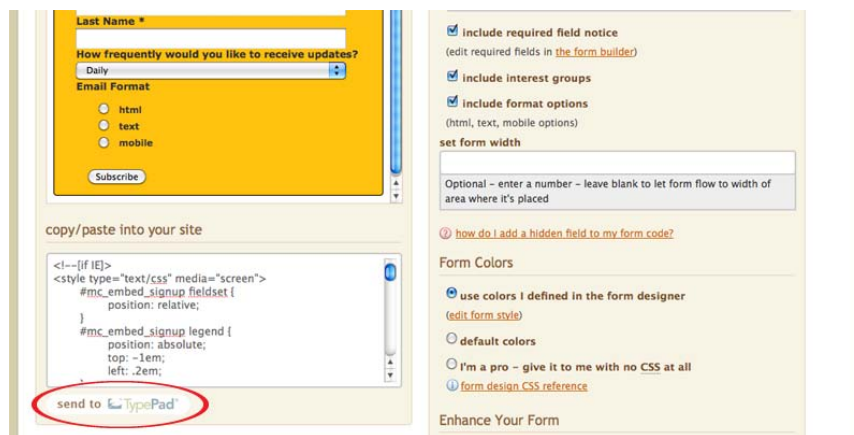 Last Name *
How frequently would you like to receive updates?
Daily
Email Format
html
text
mobile
Subscribe
copy/paste into your site
<!--[if IE]>
<style type="text/css" media="screen">
#mc_embed_signup fieldset {
position: relative;
}
#mc_embed_signup legend {
position: absolute;
top: -1em;
left: .2em;
send to TypePad
include required field notice
(edit required fields in the form builder)
include interest groups
include format options
(html, text, mobile options)
set form width
Optional – enter a number – leave blank to let form flow to width of
area where it's placed
how do I add a hidden field to my form code?
Form Colors
use colors I defined in the form designer
(edit form style)
default colors
I'm a pro – give it to me with no CSS at all
form design CSS reference
Enhance Your Form